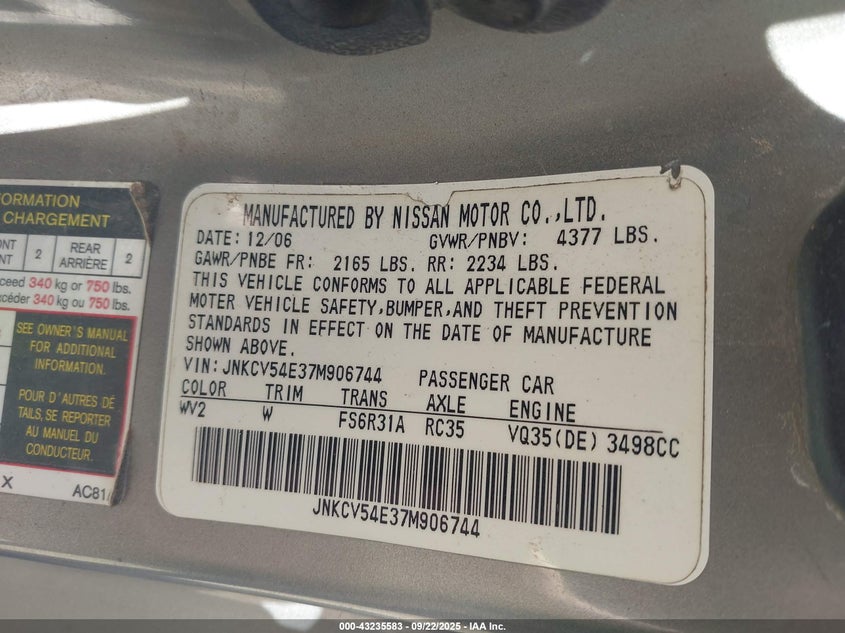 FORMATION
CHARGEMENT
2
REAR
ARRIÈRE
2
exceed 340 kg or 750 lbs.
excéder 340 kg ou 750 lbs.
SEE OWNER'S MANUAL
FOR ADDITIONAL
INFORMATION.
POUR D'AUTRES DÉ
TAILS, SE REPORTER
AU MANUEL DU
CONDUCTEUR.
X
AC81
MANUFACTURED BY NISSAN MOTOR CO.,LTD.
DATE: 12/06 GVWR/PNBV: 4377 LBS.
GAWR/PNBE FR: 2165 LBS. RR: 2234 LBS.
THIS VEHICLE CONFORMS TO ALL APPLICABLE FEDERAL
MOTER VEHICLE SAFETY,BUMPER,AND THEFT PREVENTION
STANDARDS IN EFFECT ON THE DATE OF MANUFACTURE
SHOWN ABOVE.
VIN:JNKCV54E37M906744 PASSENGER CAR
COLOR TRIM TRANS AXLE ENGINE
WV2 W FS6R31A RC35 VQ35(DE) 3498CC
JNKCV54E37M906744
000-43235583 - 09/22/2025 - IAA Inc.